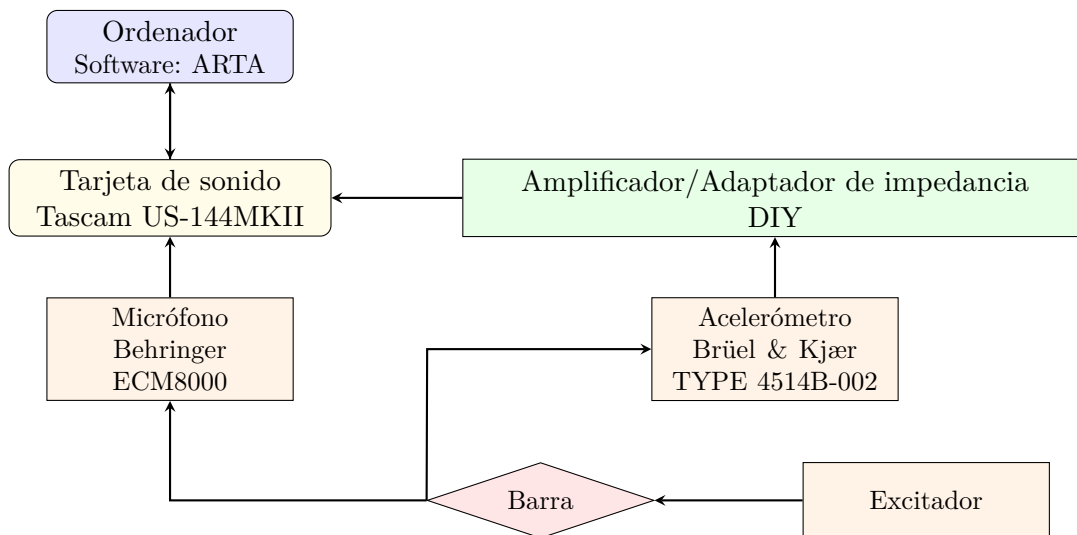 Ordenador
Software: ARTA
Tarjeta de sonido
Tascam US-144MKII
Amplificador/Adaptador de impedancia
DIY
Micrófono
Behringer
ECM8000
Acelerómetro
Brüel & Kjær
TYPE 4514B-002
Barra
Excitador